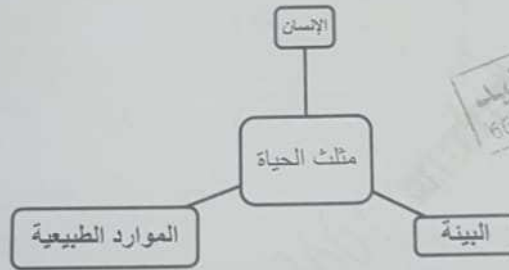 الإنسان
مثلث الحياة
الموارد الطبيعية
البيئة